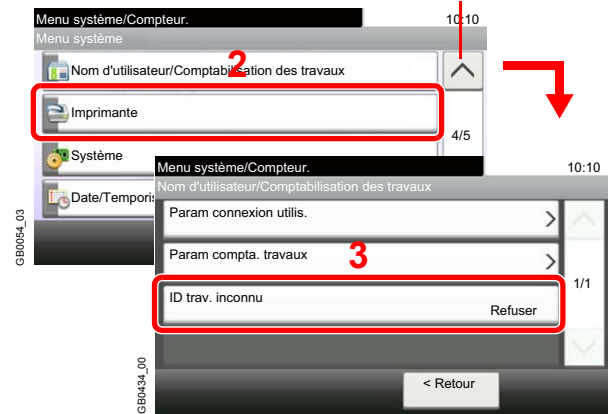 Menu système/Compteur.
10:10
Menu système
Nom d'utilisateur/Comptabilisation des travaux
2
Imprimante
4/5
Système
Date/Temporis
GB0054_03
Menu système/Compteur.
10:10
Nom d'utilisateur/Comptabilisation des travaux
Param connexion utilis.
Param compta. travaux
3
1/1
ID trav. inconnu
Refuser
< Retour
GB0434_00